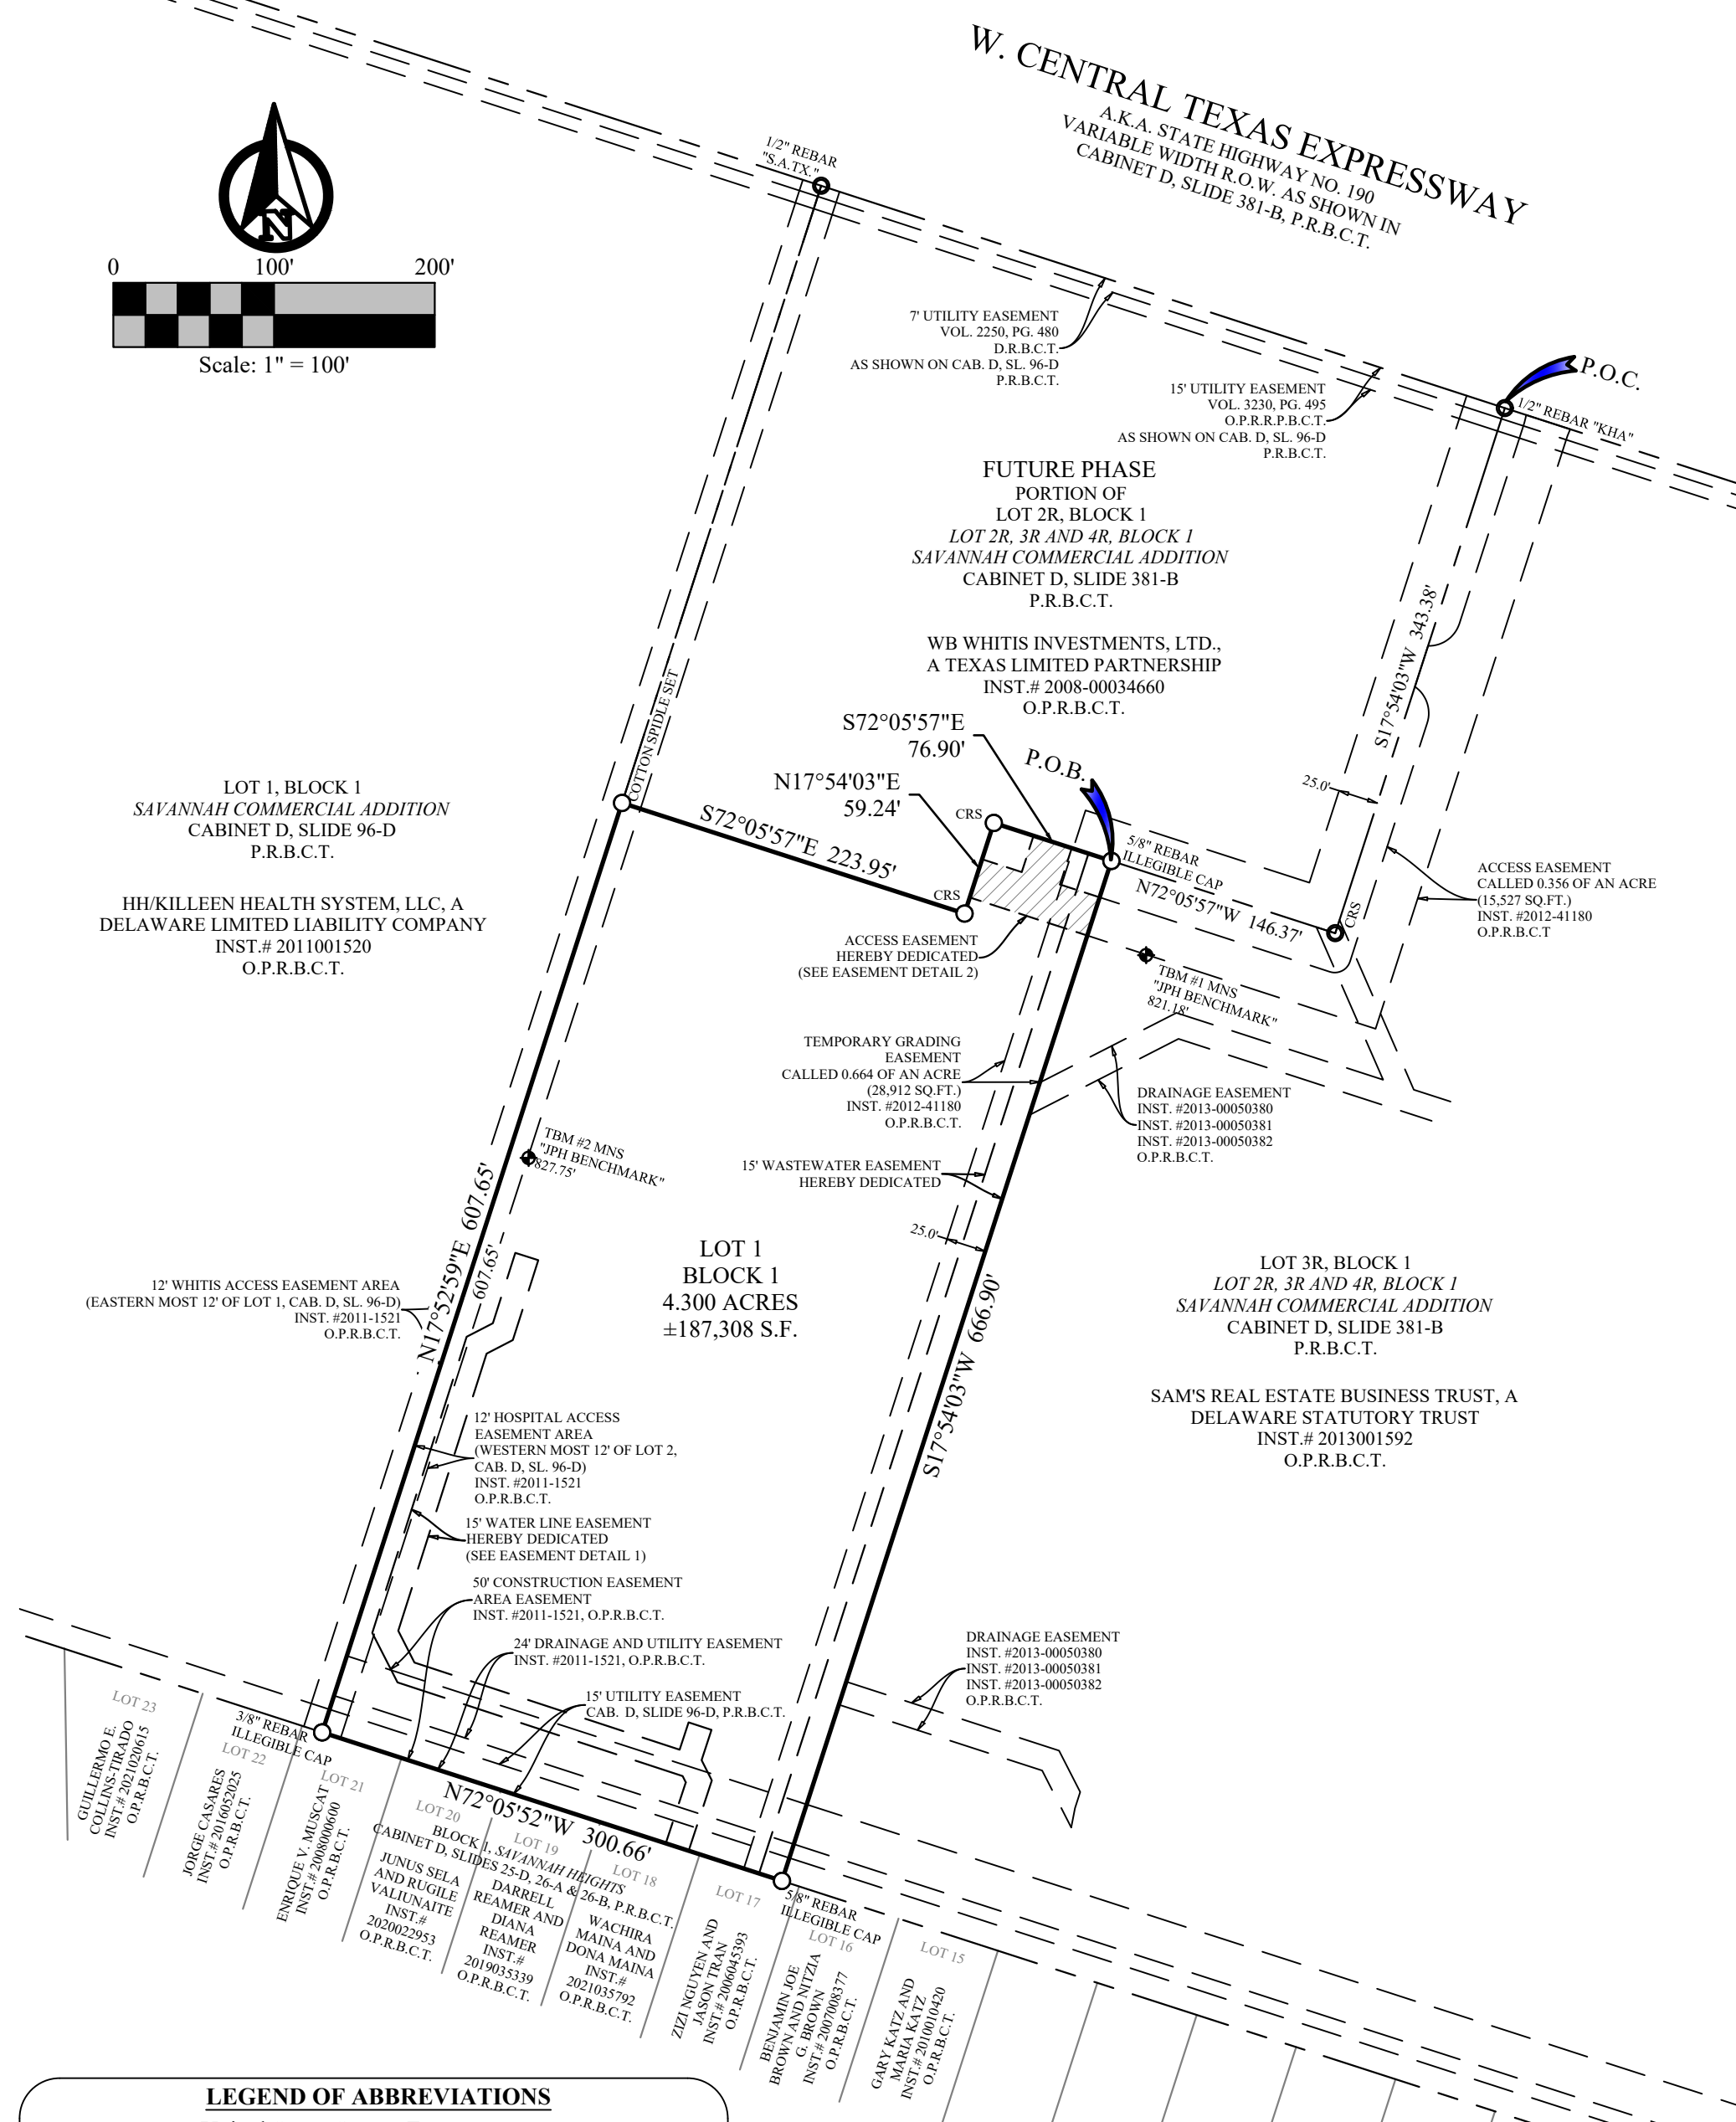 W. CENTRAL TEXAS EXPRESSWAY
A.K.A. STATE HIGHWAY NO. 190
VARIABLE WIDTH R.O.W. AS SHOWN IN
CABINET D, SLIDE 381-B, P.R.B.C.T.
N
0 100' 200'
Scale: 1" = 100'
1/2" REBAR
"S.A.TX."
7' UTILITY EASEMENT
VOL. 2250, PG. 480
D.R.B.C.T.
AS SHOWN ON CAB. D, SL. 96-D
P.R.B.C.T.
15' UTILITY EASEMENT
VOL. 3230, PG. 495
O.P.R.R.P.B.C.T.
AS SHOWN ON CAB. D, SL. 96-D
P.R.B.C.T.
P.O.C.
1/2" REBAR "KHA"
FUTURE PHASE
PORTION OF
LOT 2R, BLOCK 1
LOT 2R, 3R AND 4R, BLOCK 1
SAVANNAH COMMERCIAL ADDITION
CABINET D, SLIDE 381-B
P.R.B.C.T.
WB WHITIS INVESTMENTS, LTD.,
A TEXAS LIMITED PARTNERSHIP
INST.# 2008-00034660
O.P.R.B.C.T.
S17°54'03"W 343.38'
25.0'
COTTON SPIDLE SET
S72°05'57"E
76.90'
N17°54'03"E
59.24'
P.O.B.
CRS
CRS
5/8" REBAR
ILLEGIBLE CAP
N72°05'57"W 146.37'
CRS
S72°05'57"E 223.95'
ACCESS EASEMENT
CALLED 0.356 OF AN ACRE
(15,527 SQ.FT.)
INST. #2012-41180
O.P.R.B.C.T
LOT 1, BLOCK 1
SAVANNAH COMMERCIAL ADDITION
CABINET D, SLIDE 96-D
P.R.B.C.T.
HH/KILLEEN HEALTH SYSTEM, LLC, A
DELAWARE LIMITED LIABILITY COMPANY
INST.# 2011001520
O.P.R.B.C.T.
ACCESS EASEMENT
HEREBY DEDICATED
(SEE EASEMENT DETAIL 2)
TBM #1 MNS
"JPH BENCHMARK"
821.18'
TEMPORARY GRADING
EASEMENT
CALLED 0.664 OF AN ACRE
(28,912 SQ.FT.)
INST. #2012-41180
O.P.R.B.C.T.
DRAINAGE EASEMENT
INST. #2013-00050380
INST. #2013-00050381
INST. #2013-00050382
O.P.R.B.C.T.
TBM #2 MNS
"JPH BENCHMARK"
827.75'
15' WASTEWATER EASEMENT
HEREBY DEDICATED
25.0'
N17°52'59"E 607.65'
607.65'
LOT 1
BLOCK 1
4.300 ACRES
±187,308 S.F.
S17°54'03"W 666.90'
12' WHITIS ACCESS EASEMENT AREA
(EASTERN MOST 12' OF LOT 1, CAB. D, SL. 96-D)
INST. #2011-1521
O.P.R.B.C.T.
LOT 3R, BLOCK 1
LOT 2R, 3R AND 4R, BLOCK 1
SAVANNAH COMMERCIAL ADDITION
CABINET D, SLIDE 381-B
P.R.B.C.T.
SAM'S REAL ESTATE BUSINESS TRUST, A
DELAWARE STATUTORY TRUST
INST.# 2013001592
O.P.R.B.C.T.
12' HOSPITAL ACCESS
EASEMENT AREA
(WESTERN MOST 12' OF LOT 2,
CAB. D, SL. 96-D)
INST. #2011-1521
O.P.R.B.C.T.
15' WATER LINE EASEMENT
HEREBY DEDICATED
(SEE EASEMENT DETAIL 1)
50' CONSTRUCTION EASEMENT
AREA EASEMENT
INST. #2011-1521, O.P.R.B.C.T.
24' DRAINAGE AND UTILITY EASEMENT
INST. #2011-1521, O.P.R.B.C.T.
15' UTILITY EASEMENT
CAB. D, SLIDE 96-D, P.R.B.C.T.
DRAINAGE EASEMENT
INST. #2013-00050380
INST. #2013-00050381
INST. #2013-00050382
O.P.R.B.C.T.
3/8" REBAR
ILLEGIBLE CAP
N72°05'52"W 300.66'
5/8" REBAR
ILLEGIBLE CAP
BLOCK 1, SAVANNAH HEIGHTS
CABINET D, SLIDES 25-D, 26-A & 26-B, P.R.B.C.T.
LOT 23
GUILLERMO E.
COLLINS-TIRADO
INST.# 2021020615
O.P.R.B.C.T.
LOT 22
JORGE CASARES
INST.# 2016052025
O.P.R.B.C.T.
LOT 21
ENRIQUE V. MUSCAT
INST.# 2008000600
O.P.R.B.C.T.
LOT 20
JUNUS SELA
AND RUGILE
VALIUNAITE
INST.#
2020022953
O.P.R.B.C.T.
LOT 19
DARRELL
REAMER AND
DIANA
REAMER
INST.#
2019035339
O.P.R.B.C.T.
LOT 18
WACHIRA
MAINA AND
DONA MAINA
INST.#
2021035792
O.P.R.B.C.T.
LOT 17
ZIZI NGUYEN AND
JASON TRAN
INST.# 2006045393
O.P.R.B.C.T.
LOT 16
BENJAMIN JOE
BROWN AND NITZIA
G. BROWN
INST.# 2007008377
O.P.R.B.C.T.
LOT 15
GARY KATZ AND
MARIA KATZ
INST.# 2010010420
O.P.R.B.C.T.
LEGEND OF ABBREVIATIONS